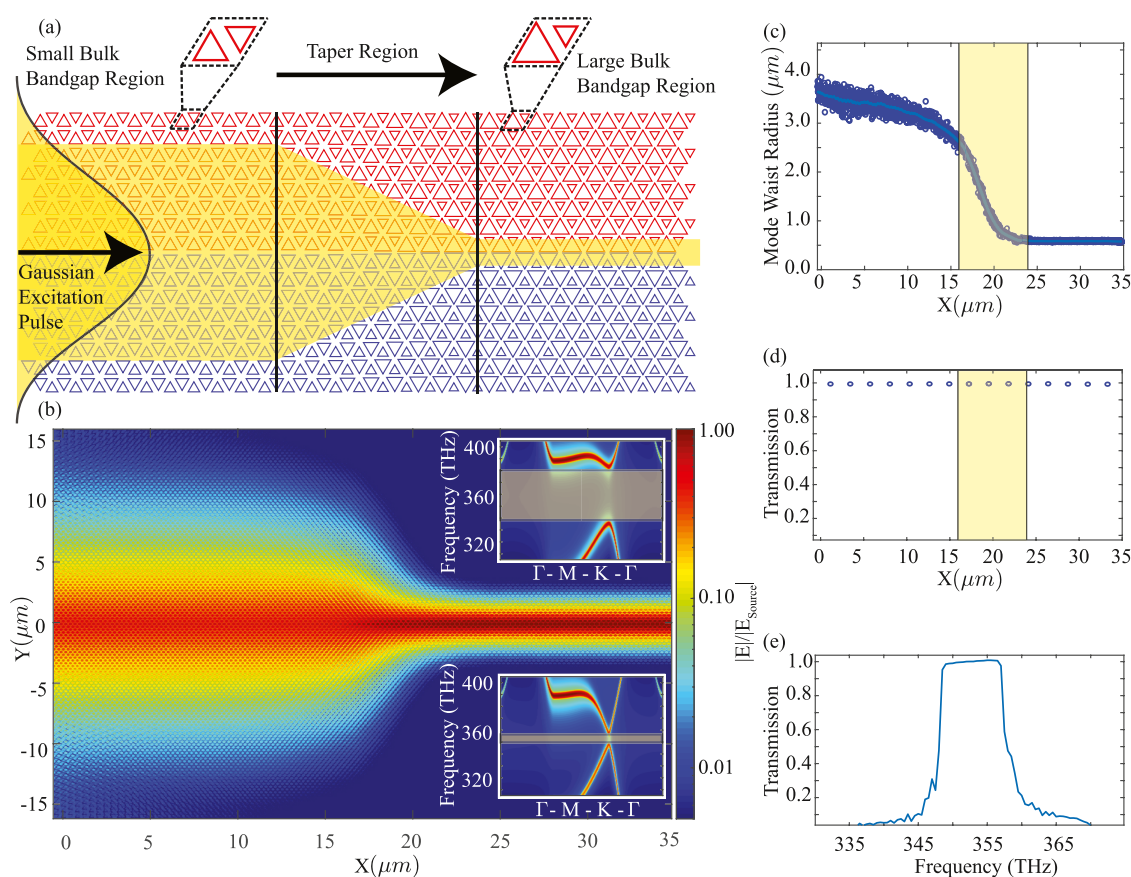 (a)
Small Bulk
Bandgap Region
Taper Region
Large Bulk
Bandgap Region
Gaussian
Excitation
Pulse
(b)
15
10
5
0
-5
-10
-15
Y(μm)
0 5 10 15 20 25 30 35
X(μm)
400
360
320
Frequency (THz)
Γ - M - K - Γ
400
360
320
Frequency (THz)
Γ - M - K - Γ
1.00
0.10
0.01
|E|/|E_Source|
(c)
4.0
3.0
2.0
1.0
0.0
Mode Waist Radius (μm)
0 5 10 15 20 25 30 35
X(μm)
(d)
1.0
0.8
0.6
0.4
0.2
Transmission
0 5 10 15 20 25 30 35
X(μm)
(e)
1.0
0.8
0.6
0.4
0.2
Transmission
335 345 355 365
Frequency (THz)